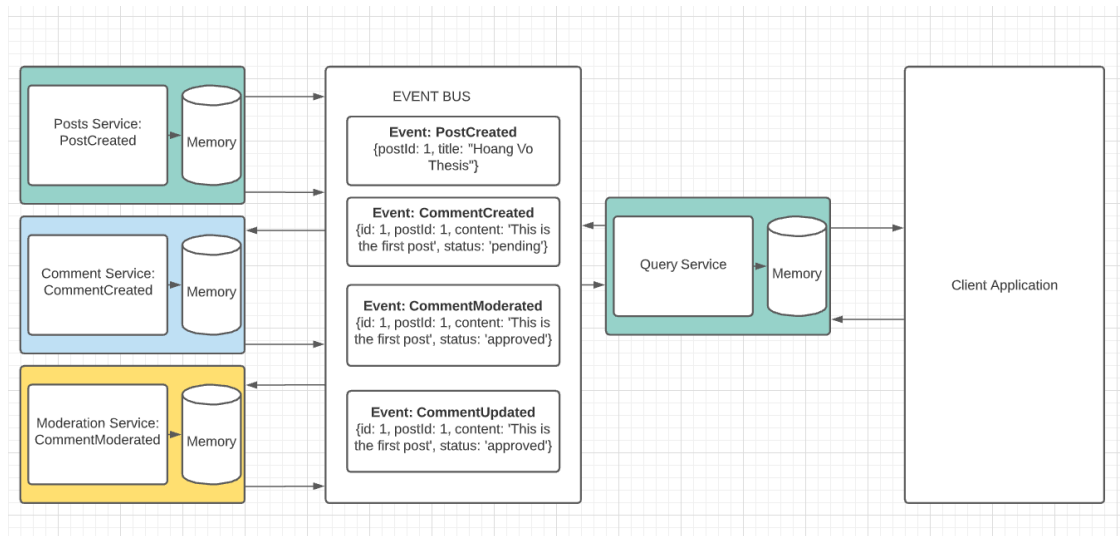 Posts Service:
PostCreated
Memory
Comment Service:
CommentCreated
Memory
Moderation Service:
CommentModerated
Memory
EVENT BUS
Event: PostCreated
{postId: 1, title: "Hoang Vo
Thesis"}
Event: CommentCreated
{id: 1, postId: 1, content: 'This is
the first post', status: 'pending'}
Event: CommentModerated
{id: 1, postId: 1, content: 'This is
the first post', status: 'approved'}
Event: CommentUpdated
{id: 1, postId: 1, content: 'This is
the first post', status: 'approved'}
Query Service
Memory
Client Application